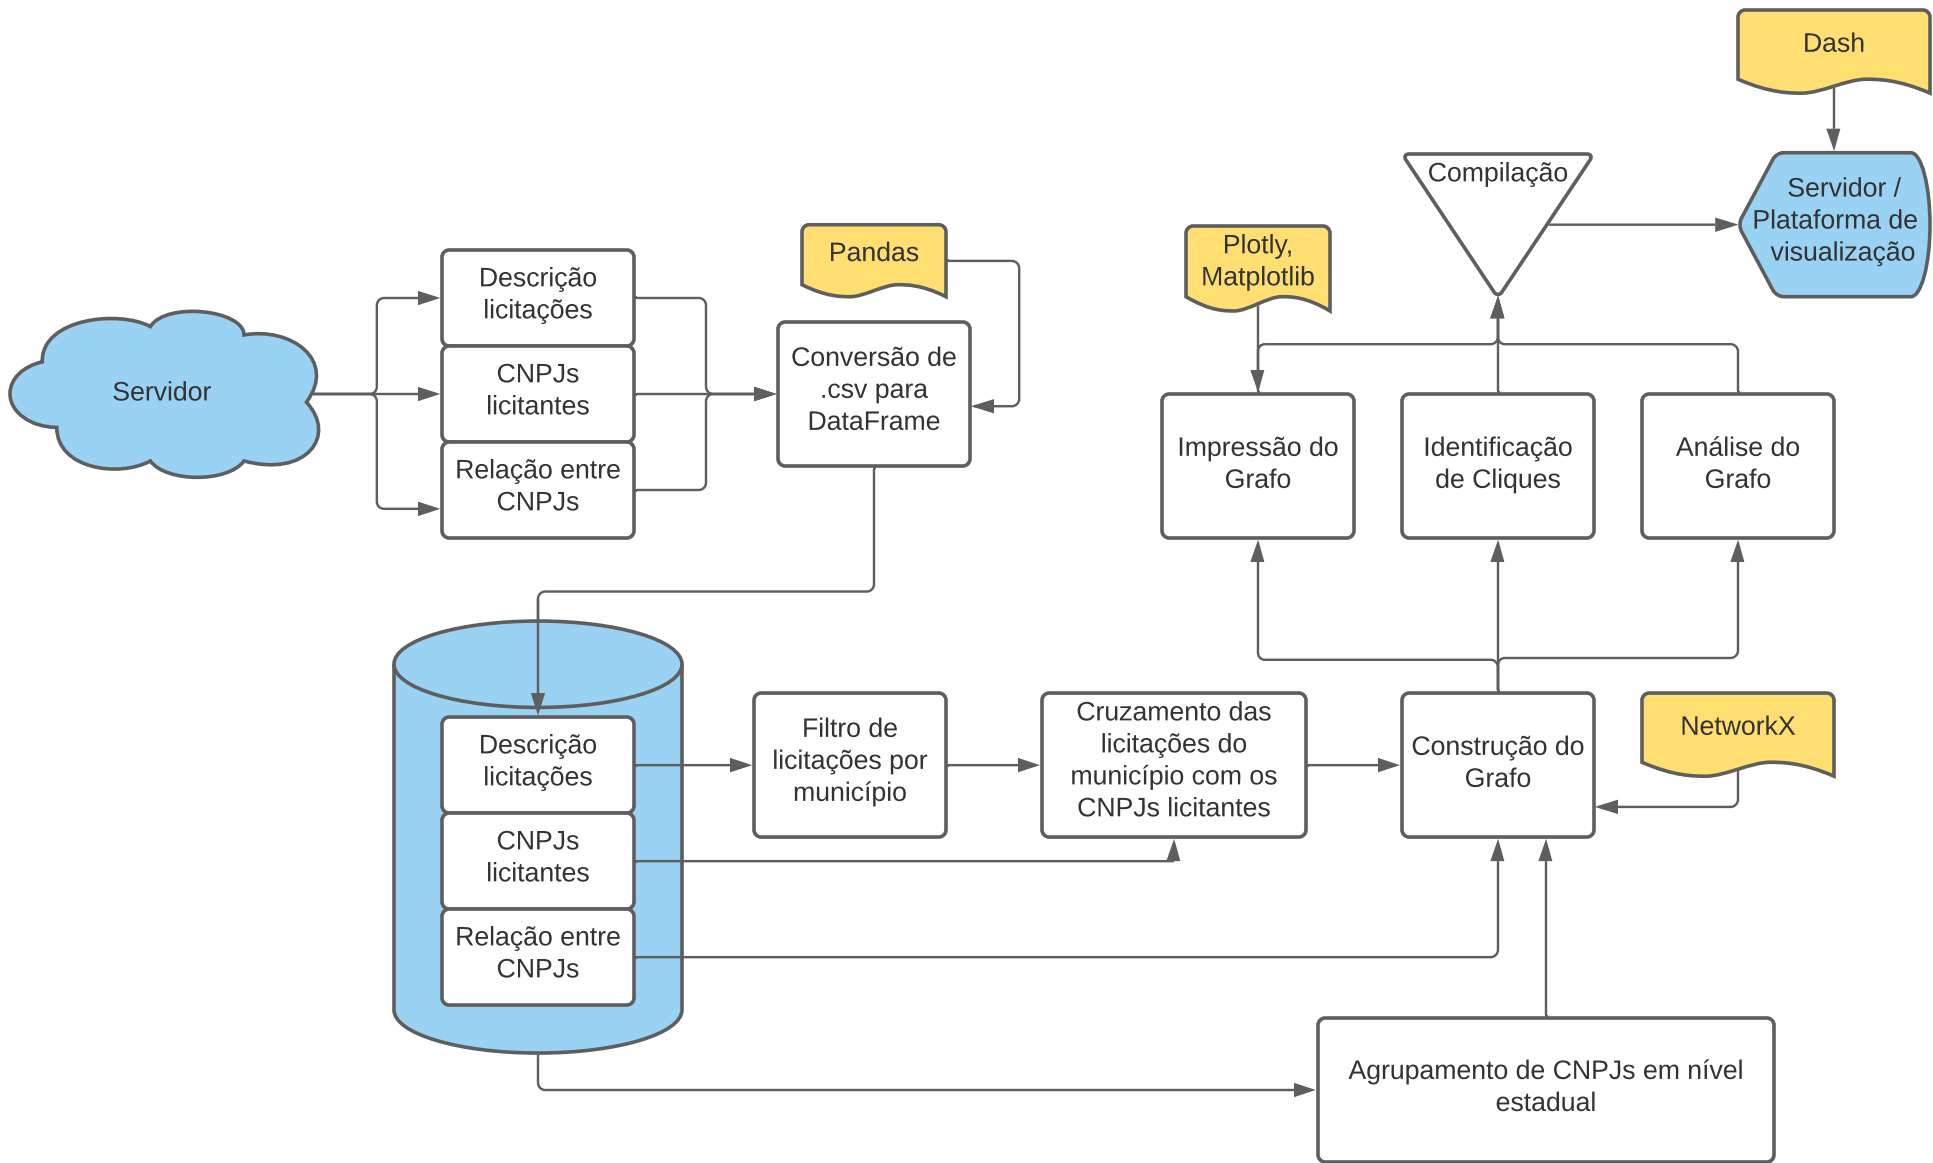 Dash
Servidor /
Plataforma de
visualização
Compilação
Plotly,
Matplotlib
Pandas
Servidor
Descrição
licitações
CNPJs
licitantes
Relação entre
CNPJs
Conversão de
.csv para
DataFrame
Impressão do
Grafo
Identificação
de Cliques
Análise do
Grafo
Descrição
licitações
CNPJs
licitantes
Relação entre
CNPJs
Filtro de
licitações por
município
Cruzamento das
licitações do
município com os
CNPJs licitantes
Construção do
Grafo
NetworkX
Agrupamento de CNPJs em nível
estadual